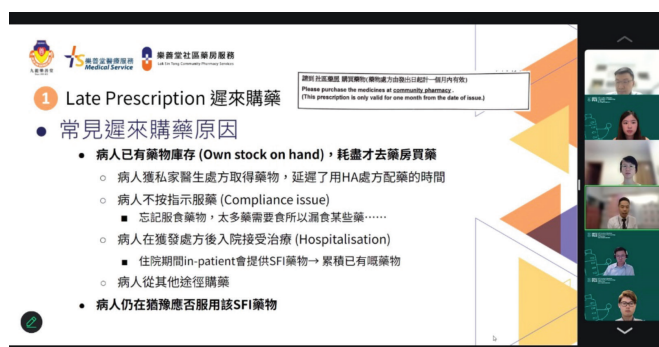 九龍樂善堂
樂善堂醫療服務
Medical Service
樂善堂社區藥房服務
Lok Sin Tong Community Pharmacy Services
請到 社區藥房 購買藥物(藥物處方由發出日起計一個月內有效)
Please purchase the medicines at community pharmacy.
(This prescription is only valid for one month from the date of issue.)
1 Late Prescription 遲來購藥
● 常見遲來購藥原因
● 病人已有藥物庫存 (Own stock on hand)，耗盡才去藥房買藥
○ 病人獲私家醫生處方取得藥物，延遲了用HA處方配藥的時間
○ 病人不按指示服藥 (Compliance issue)
■ 忘記服食藥物，太多藥需要食所以漏食某些藥……
○ 病人在獲發處方後入院接受治療 (Hospitalisation)
■ 住院期間in-patient會提供SFI藥物→ 累積已有嘅藥物
○ 病人從其他途徑購藥
● 病人仍在猶豫應否服用該SFI藥物